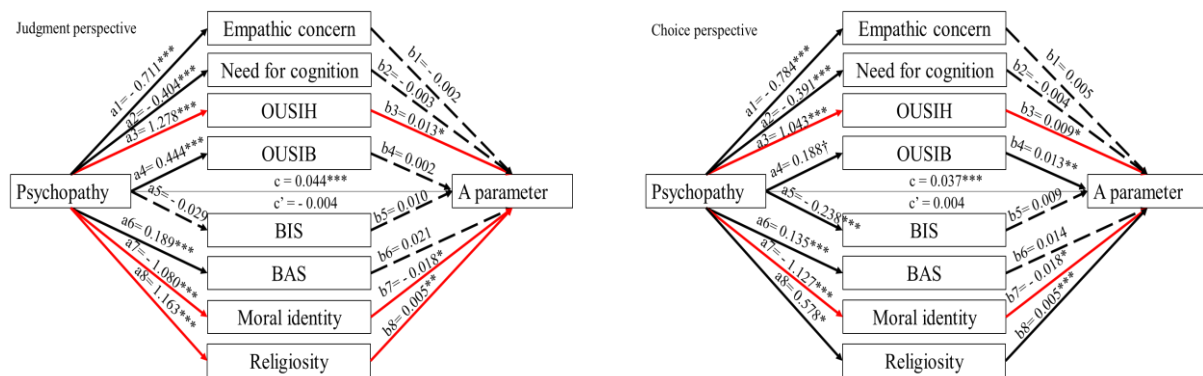 Judgment perspective
Empathic concern
Need for cognition
OUSIH
OUSIB
Psychopathy
A parameter
BIS
BAS
Moral identity
Religiosity
a1= - 0.711***
a2= - 0.404***
a3= 1.278***
a4= 0.444***
a5= - 0.029
a6= 0.189***
a7= - 1.080***
a8= 1.163***
b1= - 0.002
b2= - 0.003
b3= 0.013*
b4= 0.002
c = 0.044***
c’ = - 0.004
b5= 0.010
b6= 0.021
b7= - 0.018*
b8= 0.005**
Choice perspective
Empathic concern
Need for cognition
OUSIH
OUSIB
Psychopathy
A parameter
BIS
BAS
Moral identity
Religiosity
a1= - 0.784***
a2= - 0.391***
a3= 1.043***
a4= 0.188†
a5= - 0.238***
a6= 0.135***
a7= - 1.127***
a8= 0.578*
b1= 0.005
b2= - 0.004
b3= 0.009*
b4= 0.013**
c = 0.037***
c’ = 0.004
b5= 0.009
b6= 0.014
b7= - 0.018*
b8= 0.005***